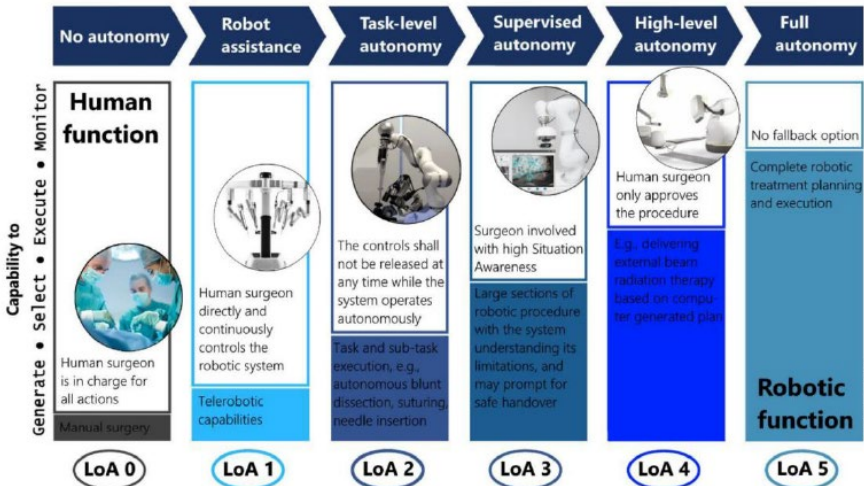 No autonomy
Robot
assistance
Task-level
autonomy
Supervised
autonomy
High-level
autonomy
Full
autonomy
Capability to
Generate • Select • Execute • Monitor
Human
function
Human surgeon
is in charge for
all actions
Manual surgery
LoA 0
Human surgeon
directly and
continuously
controls the
robotic system
Telerobotic
capabilities
LoA 1
The controls shall
not be released at
any time while the
system operates
autonomously
Task and sub-task
execution, e.g.,
autonomous blunt
dissection, suturing,
needle insertion
LoA 2
Surgeon involved
with high Situation
Awareness
Large sections of
robotic procedure
with the system
understanding its
limitations, and
may prompt for
safe handover
LoA 3
Human surgeon
only approves
the procedure
E.g., delivering
external beam
radiation therapy
based on compu-
ter generated plan
LoA 4
No fallback option
Complete robotic
treatment planning
and execution
Robotic
function
LoA 5